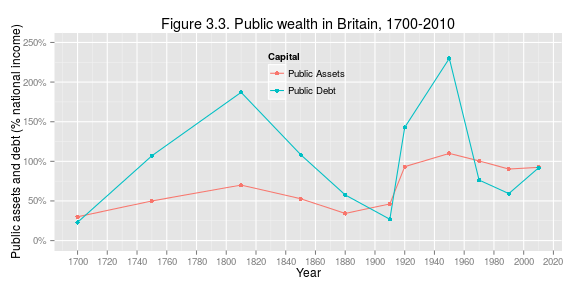 Figure 3.3. Public wealth in Britain, 1700-2010
Public assets and debt (% national income)
250%
200%
150%
100%
50%
0%
Capital
Public Assets
Public Debt
1700 1720 1740 1760 1780 1800 1820 1840 1860 1880 1900 1920 1940 1960 1980 2000 2020
Year